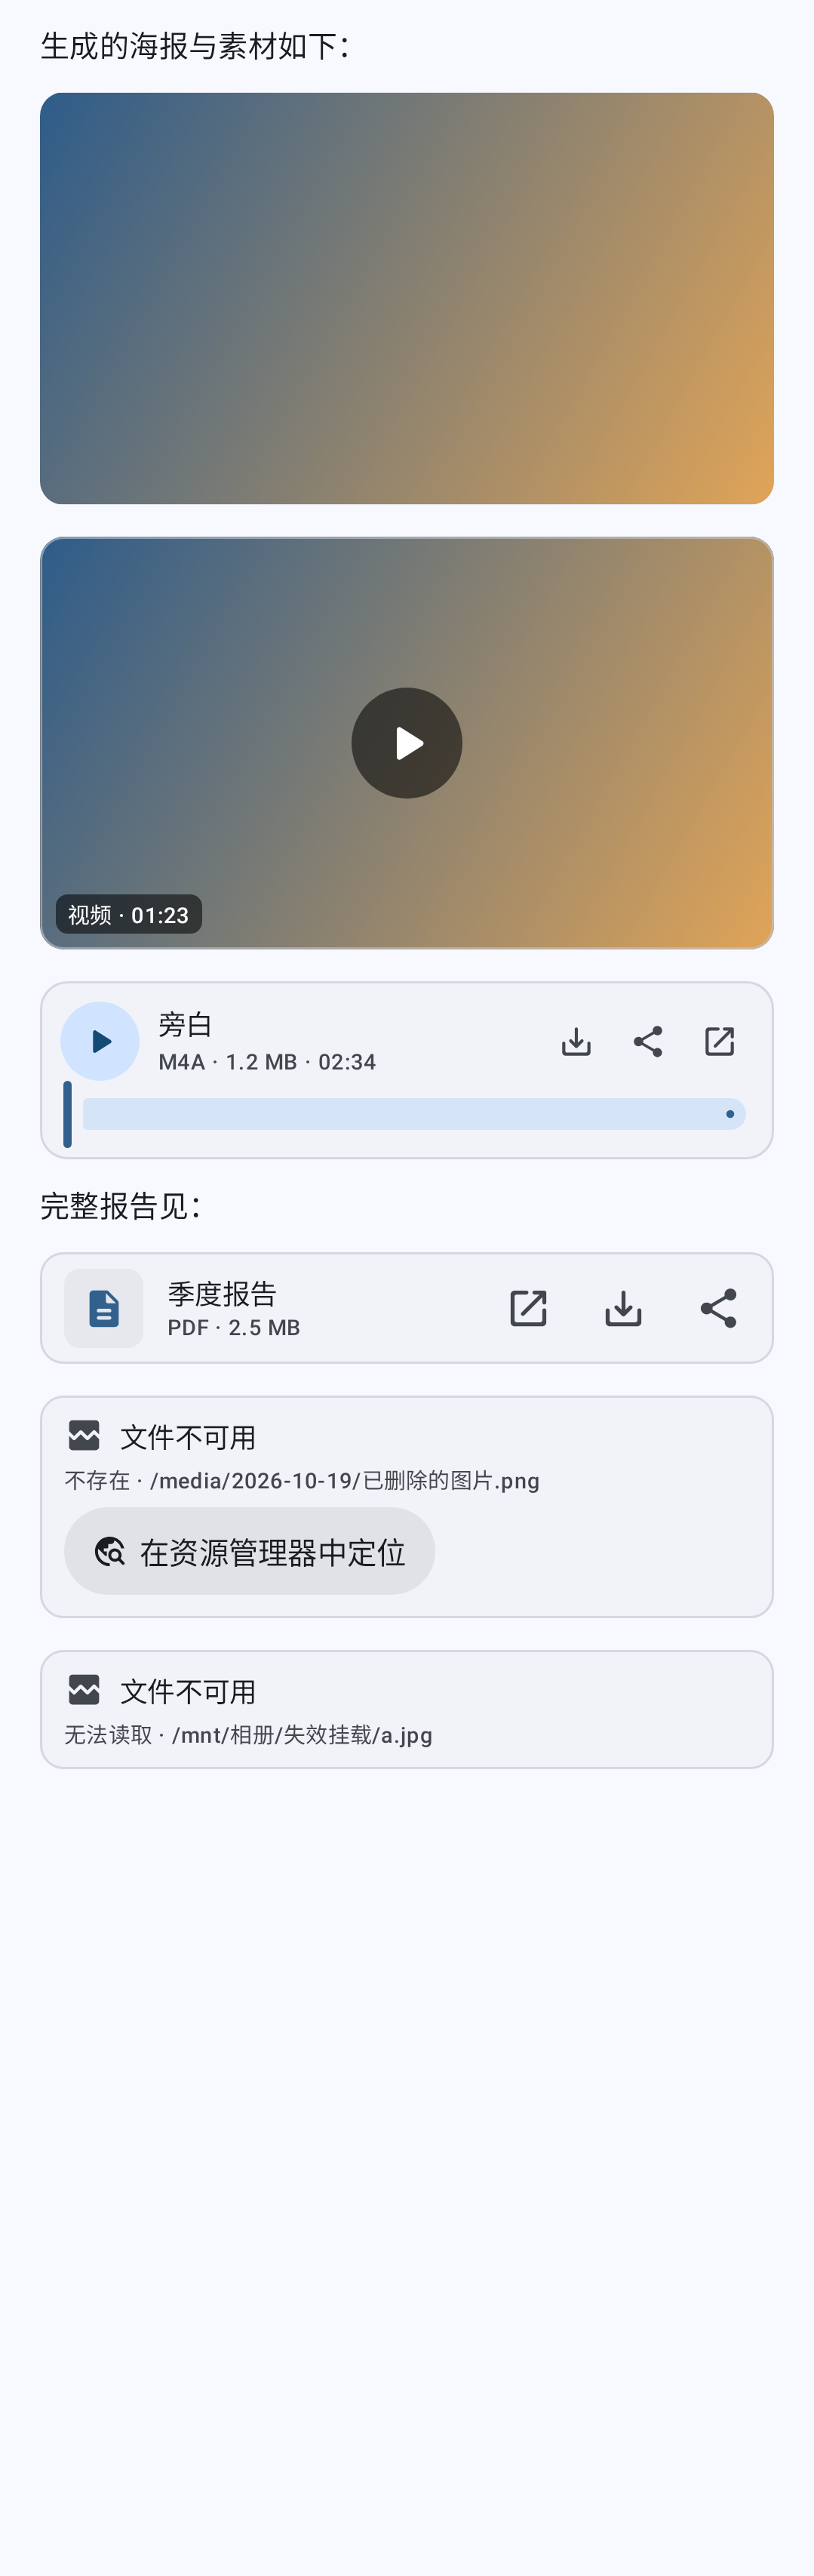 生成的海报与素材如下：
视频 · 01:23
旁白
M4A · 1.2 MB · 02:34
完整报告见：
季度报告
PDF · 2.5 MB
文件不可用
不存在 · /media/2026-10-19/已删除的图片.png
在资源管理器中定位
文件不可用
无法读取 · /mnt/相册/失效挂载/a.jpg